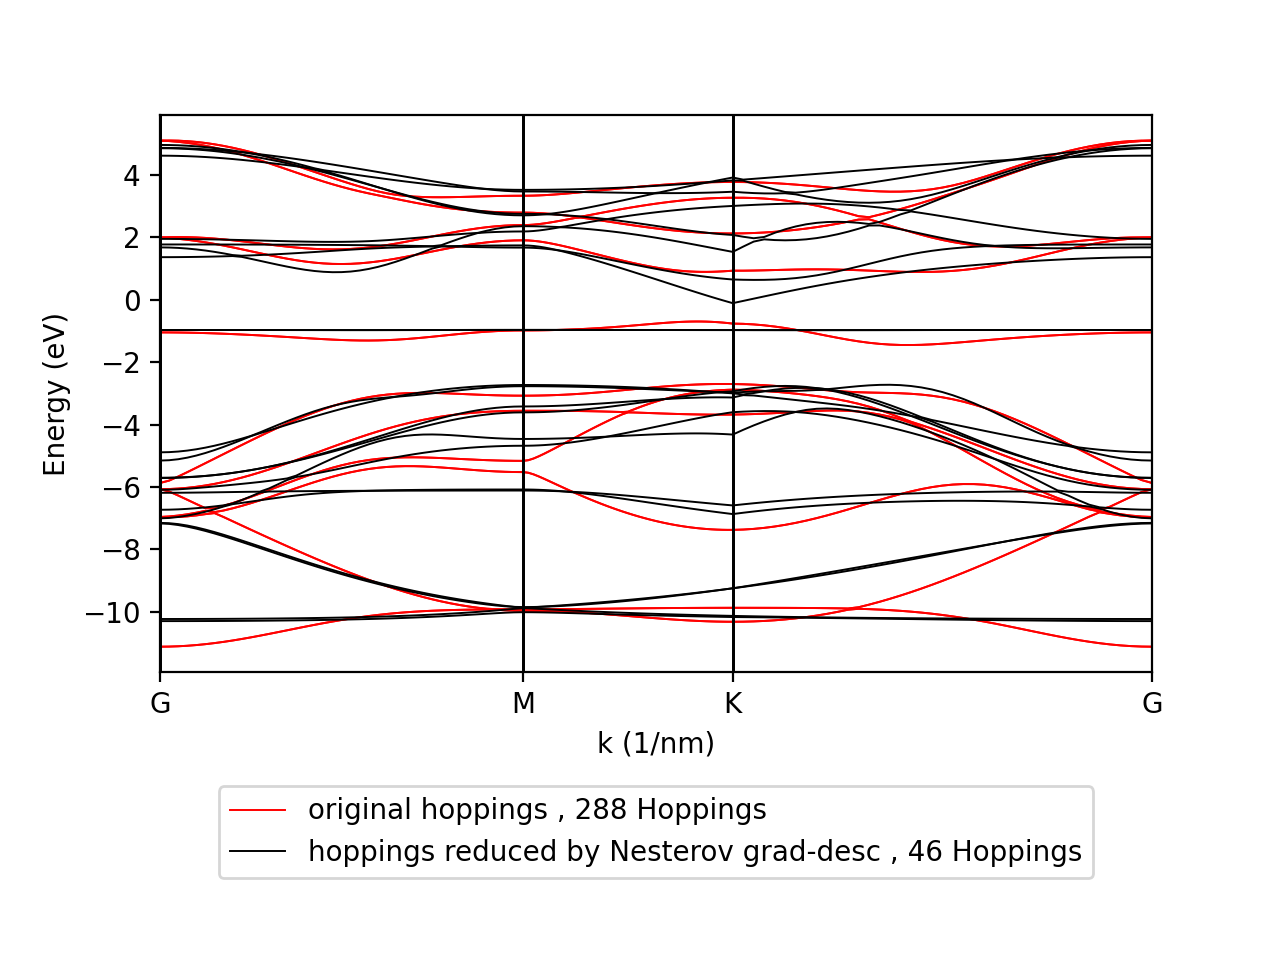 4
2
0
−2
−4
−6
−8
−10
Energy (eV)
G M K G
k (1/nm)
original hoppings , 288 Hoppings
hoppings reduced by Nesterov grad-desc , 46 Hoppings